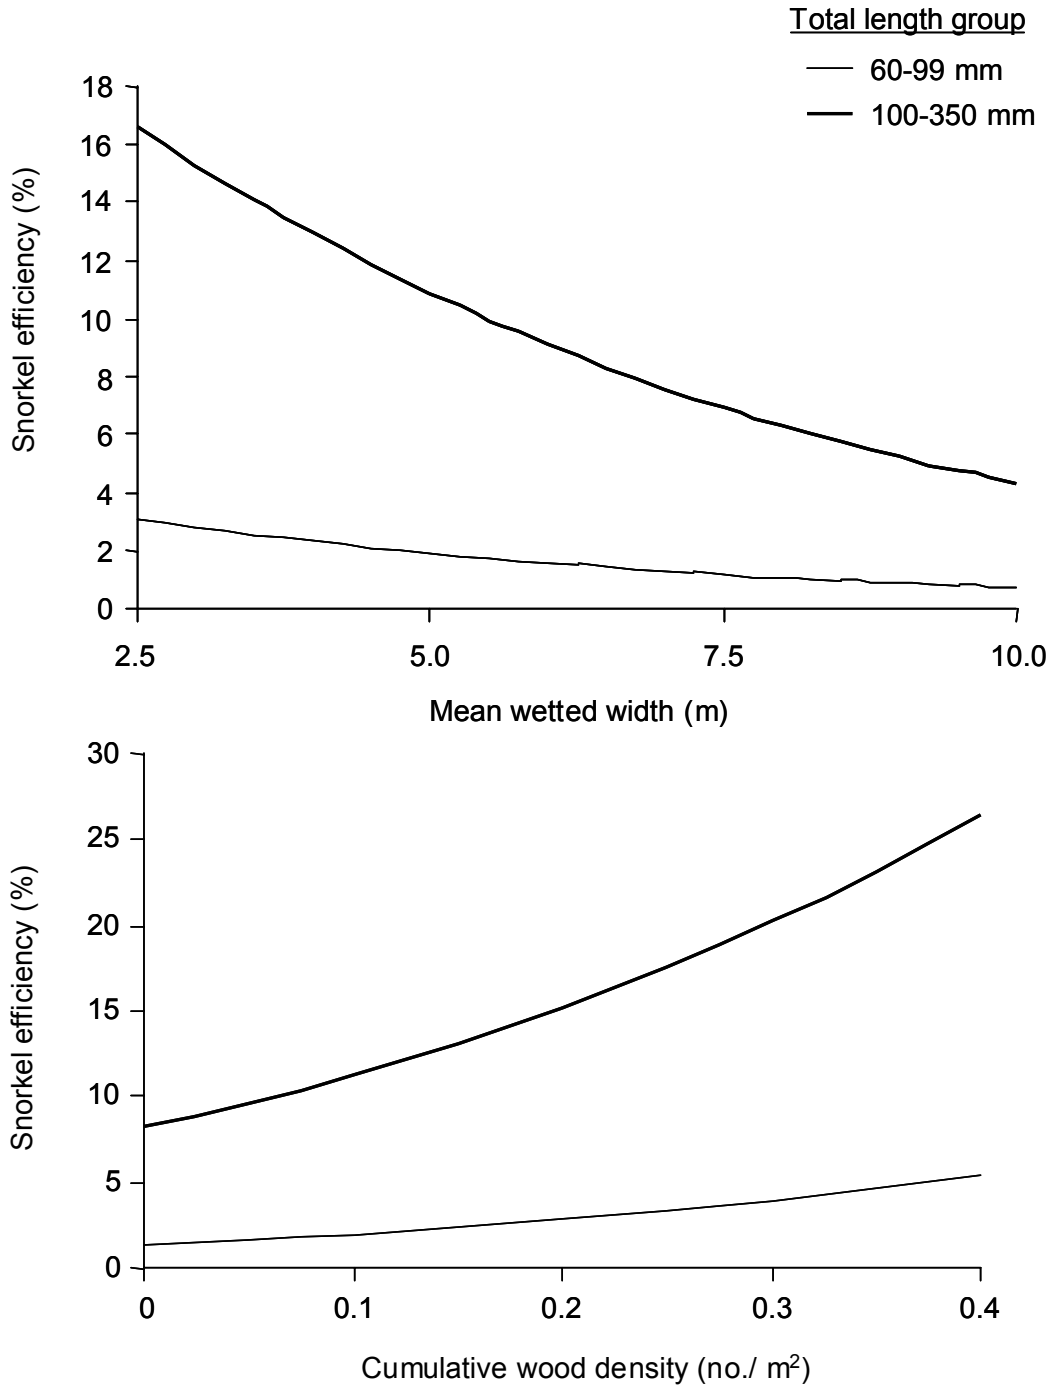 Total length group
60-99 mm
100-350 mm
Snorkel efficiency (%)
18
16
14
12
10
8
6
4
2
0
2.5 5.0 7.5 10.0
Mean wetted width (m)
Snorkel efficiency (%)
30
25
20
15
10
5
0
0 0.1 0.2 0.3 0.4
Cumulative wood density (no./ m²)